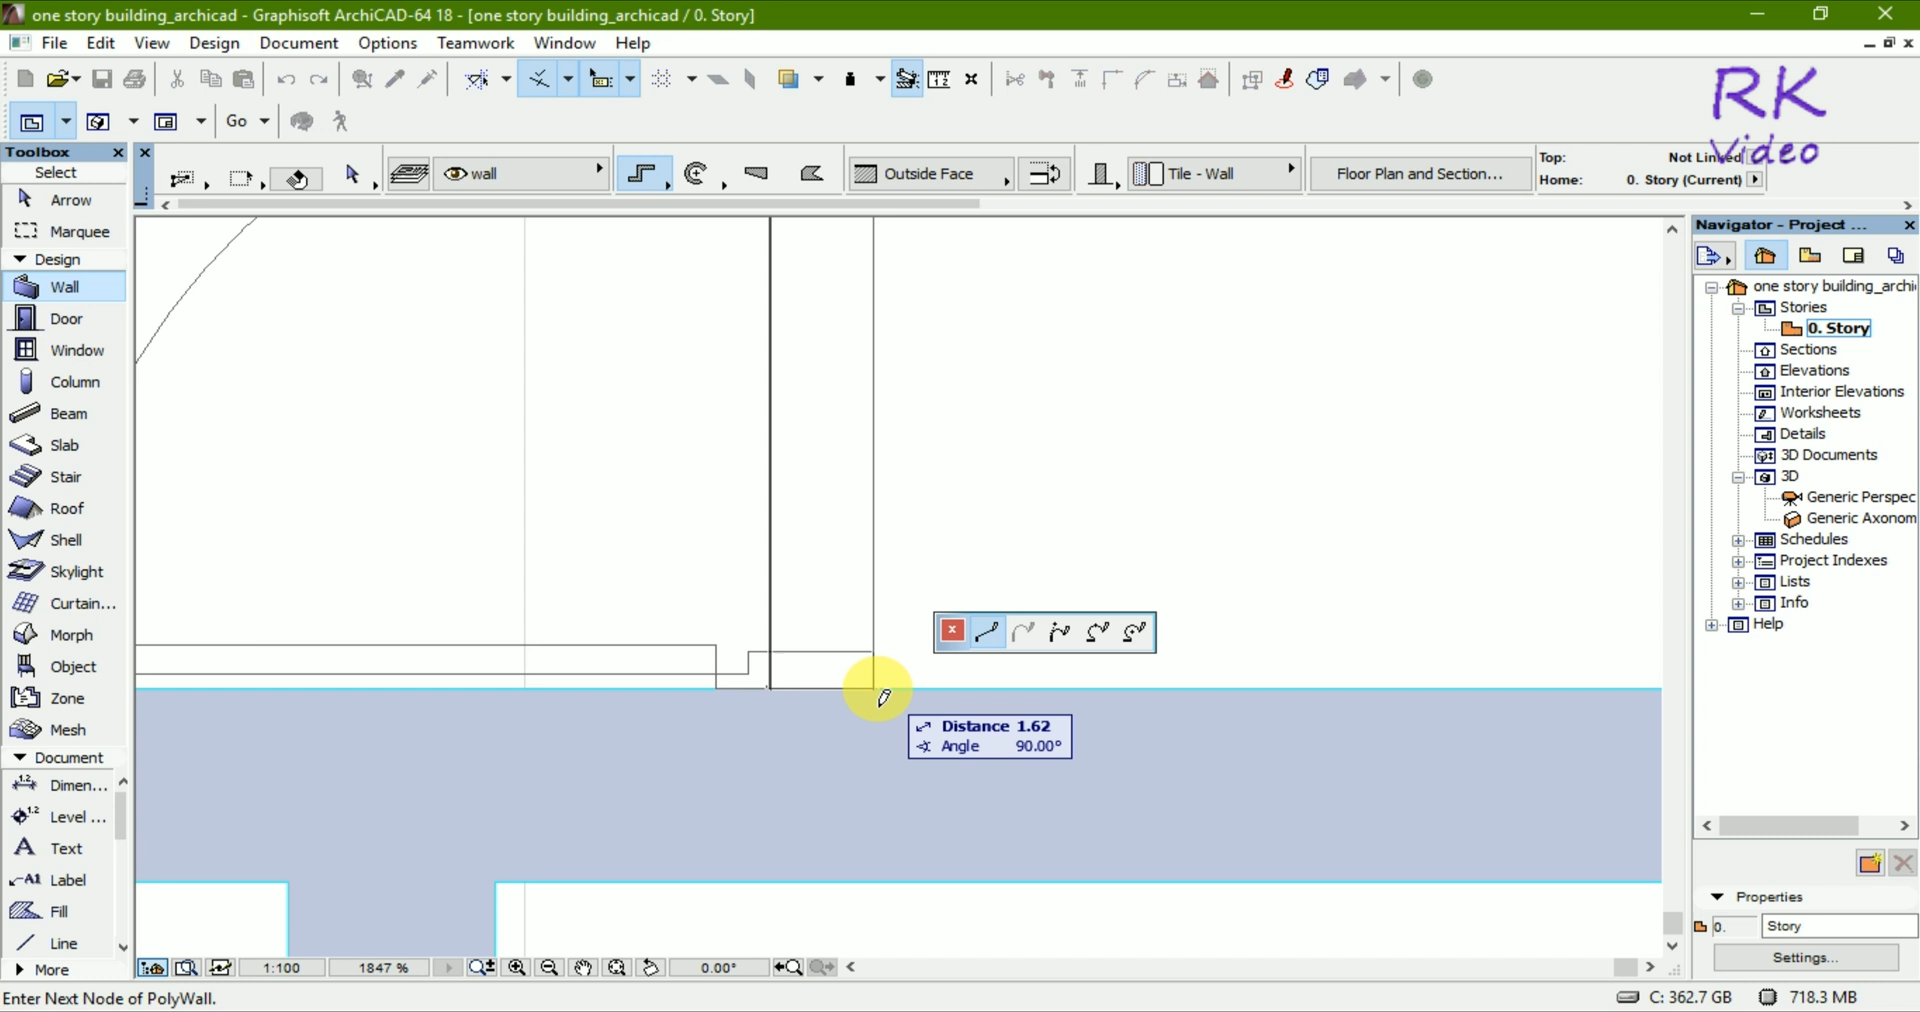 one story building_archicad - Graphisoft ArchiCAD-64 18 - [one story building_archicad / 0. Story]
File Edit View Design Document Options Teamwork Window Help
RK
Video
Go
Toolbox
Select
Arrow
Marquee
Design
Wall
Door
Window
Column
Beam
Slab
Stair
Roof
Shell
Skylight
Curtain...
Morph
Object
Zone
Mesh
Document
Dimen...
Level ...
Text
Label
Fill
Line
More
wall
Outside Face
Tile - Wall
Floor Plan and Section...
Top: Not Linked
Home: 0. Story (Current)
Distance 1.62
Angle 90.00°
Navigator - Project ...
one story building_archi
Stories
0. Story
Sections
Elevations
Interior Elevations
Worksheets
Details
3D Documents
3D
Generic Perspec
Generic Axonom
Schedules
Project Indexes
Lists
Info
Help
Properties
0. Story
Settings...
1:100 1847 % 0.00°
Enter Next Node of PolyWall.
C: 362.7 GB 718.3 MB